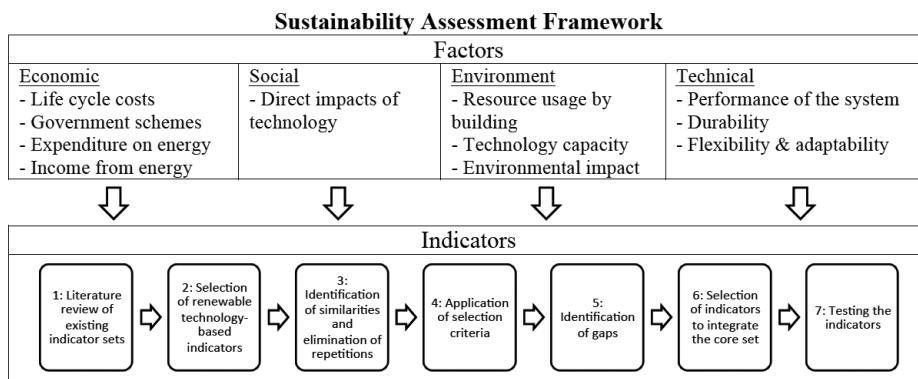 Sustainability Assessment Framework
Factors
Economic
- Life cycle costs
- Government schemes
- Expenditure on energy
- Income from energy
Social
- Direct impacts of
technology
Environment
- Resource usage by
building
- Technology capacity
- Environmental impact
Technical
- Performance of the system
- Durability
- Flexibility & adaptability
Indicators
1: Literature
review of
existing
indicator sets
2: Selection
of renewable
technology-
based
indicators
3:
Identification
of similarities
and
elimination of
repetitions
4: Application
of selection
criteria
5:
Identification
of gaps
6: Selection
of indicators
to integrate
the core set
7: Testing the
indicators